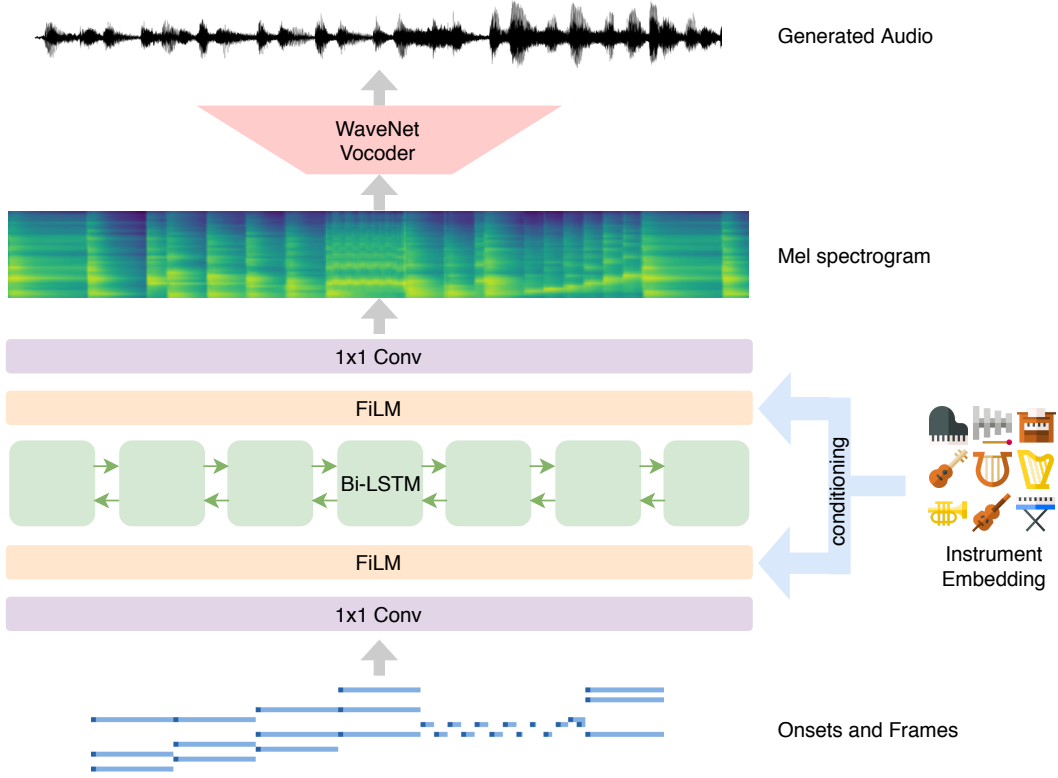 Generated Audio
WaveNet
Vocoder
Mel spectrogram
1x1 Conv
FiLM
Bi-LSTM
conditioning
FiLM
Instrument
Embedding
1x1 Conv
Onsets and Frames